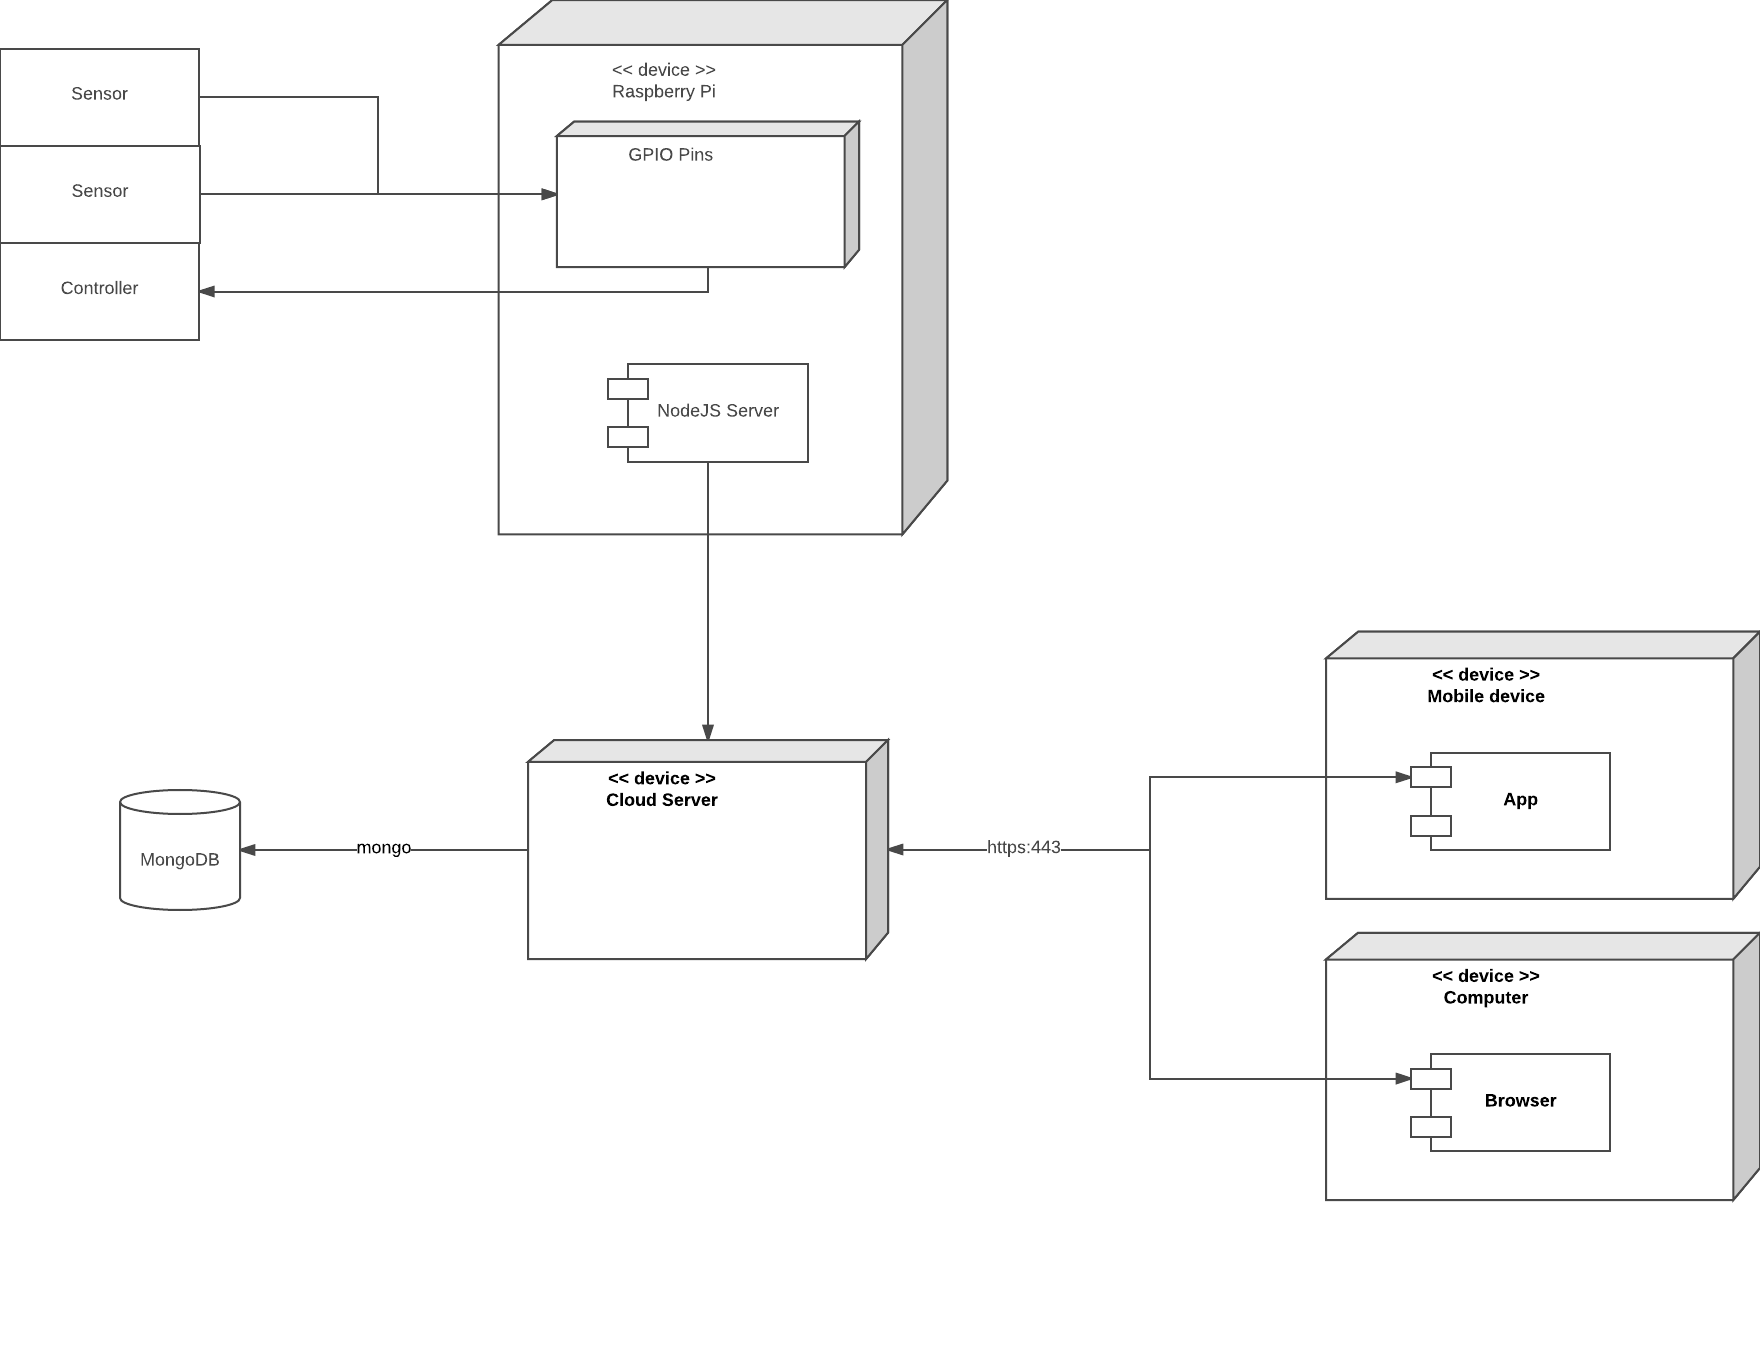 Sensor
Sensor
Controller
<< device >>
Raspberry Pi
GPIO Pins
NodeJS Server
<< device >>
Cloud Server
MongoDB
mongo
https:443
<< device >>
Mobile device
App
<< device >>
Computer
Browser